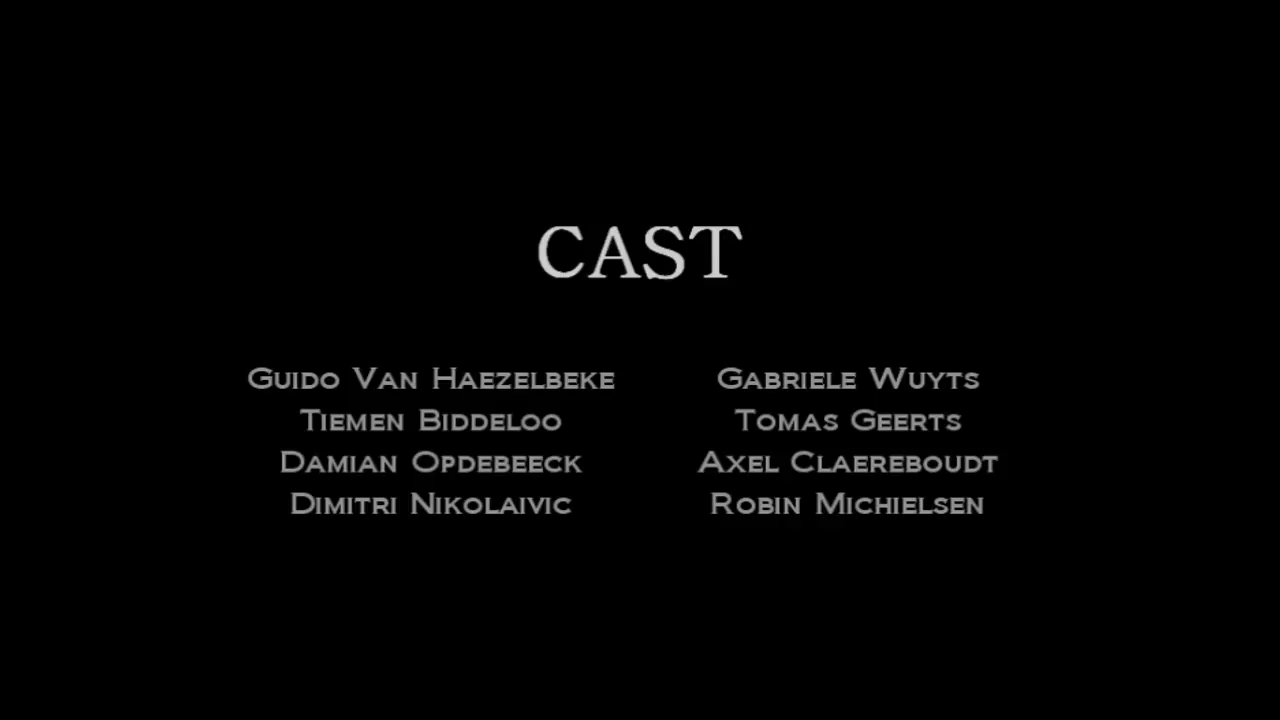 CAST
Guido Van Haezelbeke
Tiemen Biddeloo
Damian Opdebeeck
Dimitri Nikolaivic
Gabriele Wuyts
Tomas Geerts
Axel Claereboudt
Robin Michielsen